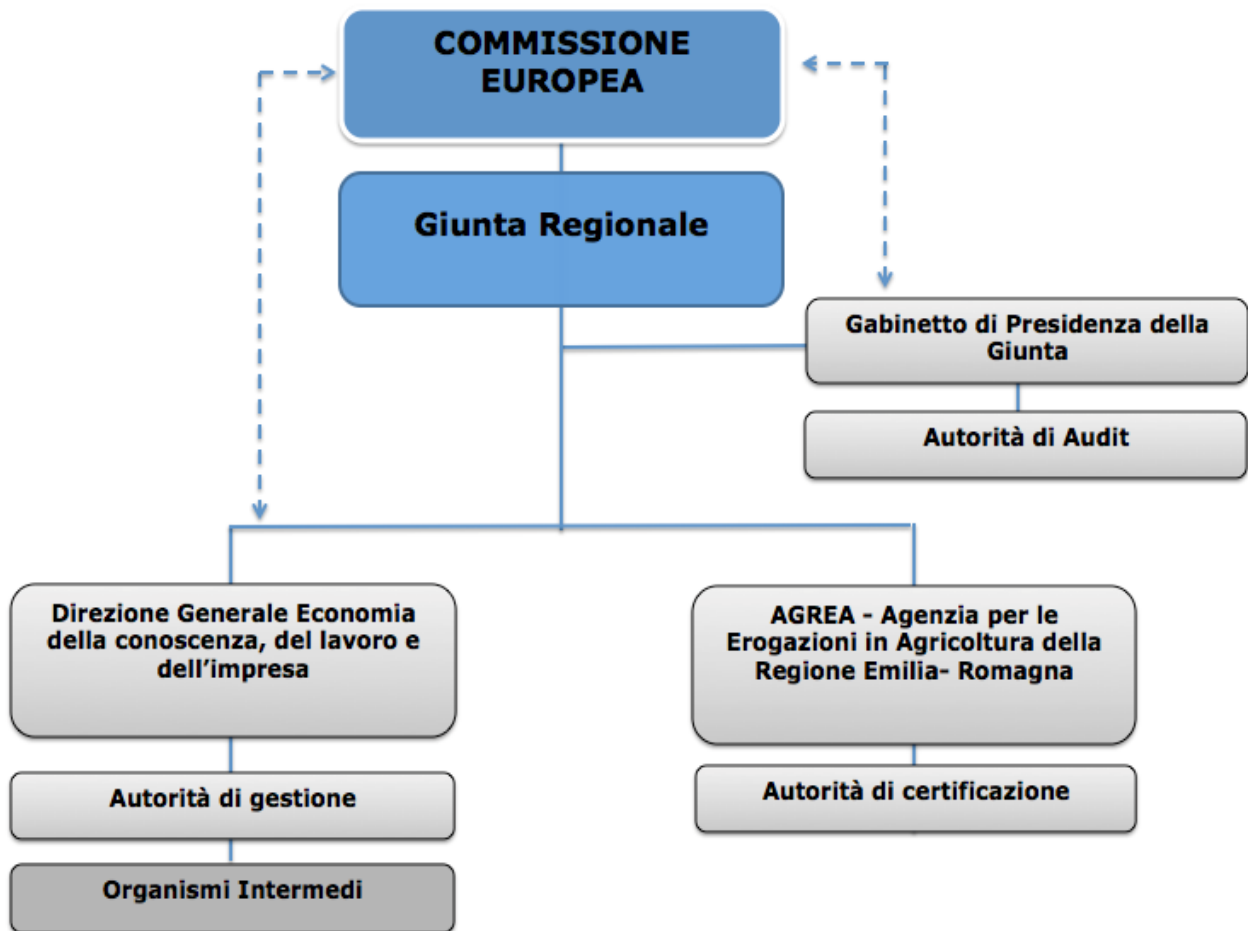 COMMISSIONE
EUROPEA
Giunta Regionale
Gabinetto di Presidenza della
Giunta
Autorità di Audit
Direzione Generale Economia
della conoscenza, del lavoro e
dell’impresa
AGREA - Agenzia per le
Erogazioni in Agricoltura della
Regione Emilia- Romagna
Autorità di gestione
Autorità di certificazione
Organismi Intermedi